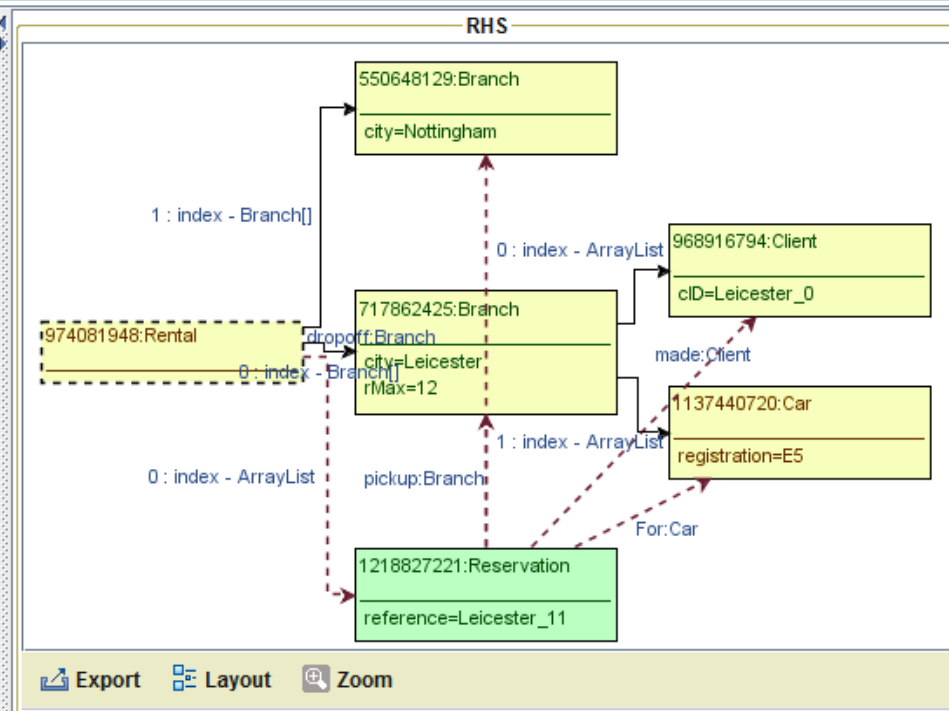 RHS
550648129:Branch
city=Nottingham
1 : index - Branch[]
968916794:Client
0 : index - ArrayList
cID=Leicester_0
717862425:Branch
974081948:Rental
dropoff:Branch
city=Leicester
made:Client
0 : index - Branch[]
rMax=12
1137440720:Car
1 : index - ArrayList
registration=E5
0 : index - ArrayList
pickup:Branch
For:Car
1218827221:Reservation
reference=Leicester_11
Export Layout Zoom